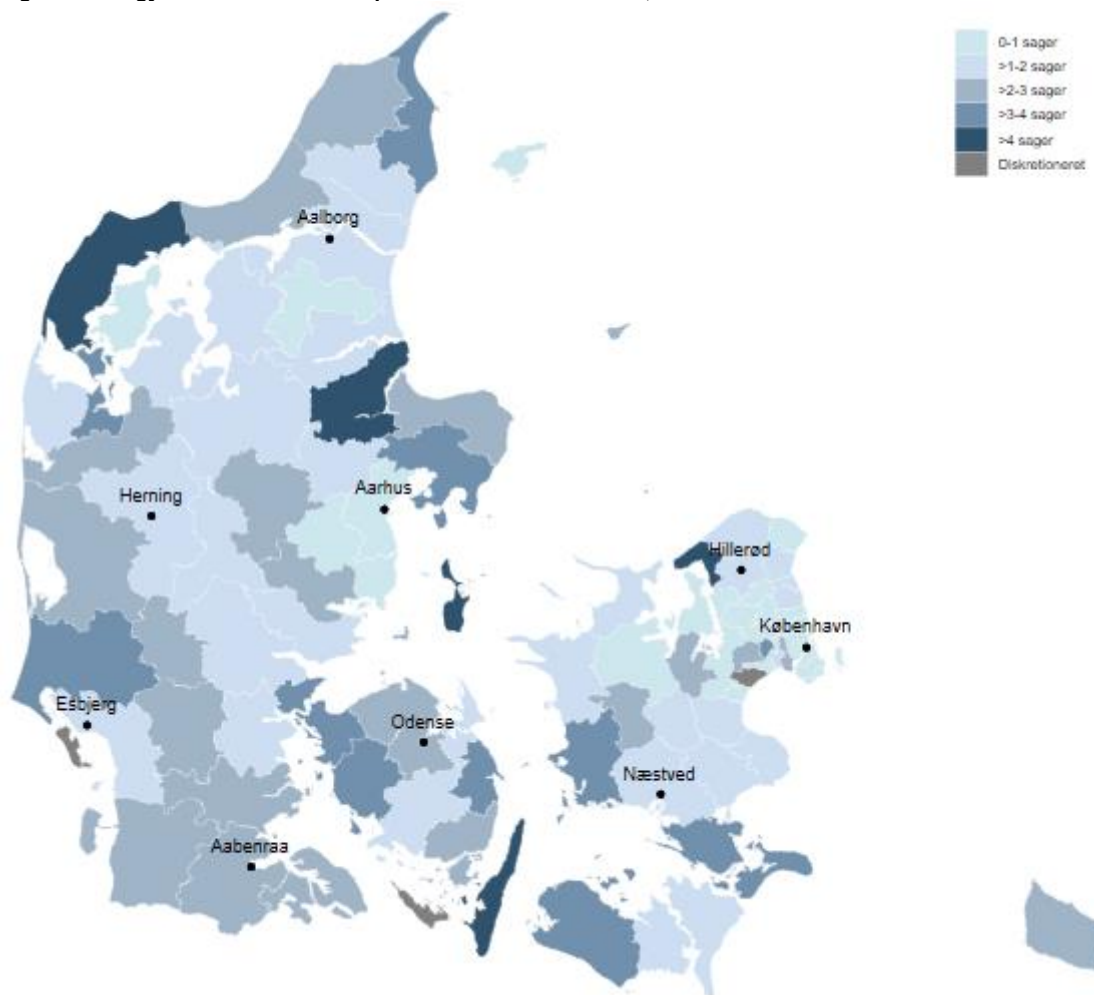 0-1 sager
>1-2 sager
>2-3 sager
>3-4 sager
>4 sager
Diskretioneret
Aalborg
Herning
Aarhus
Hillerød
København
Esbjerg
Odense
Næstved
Aabenraa